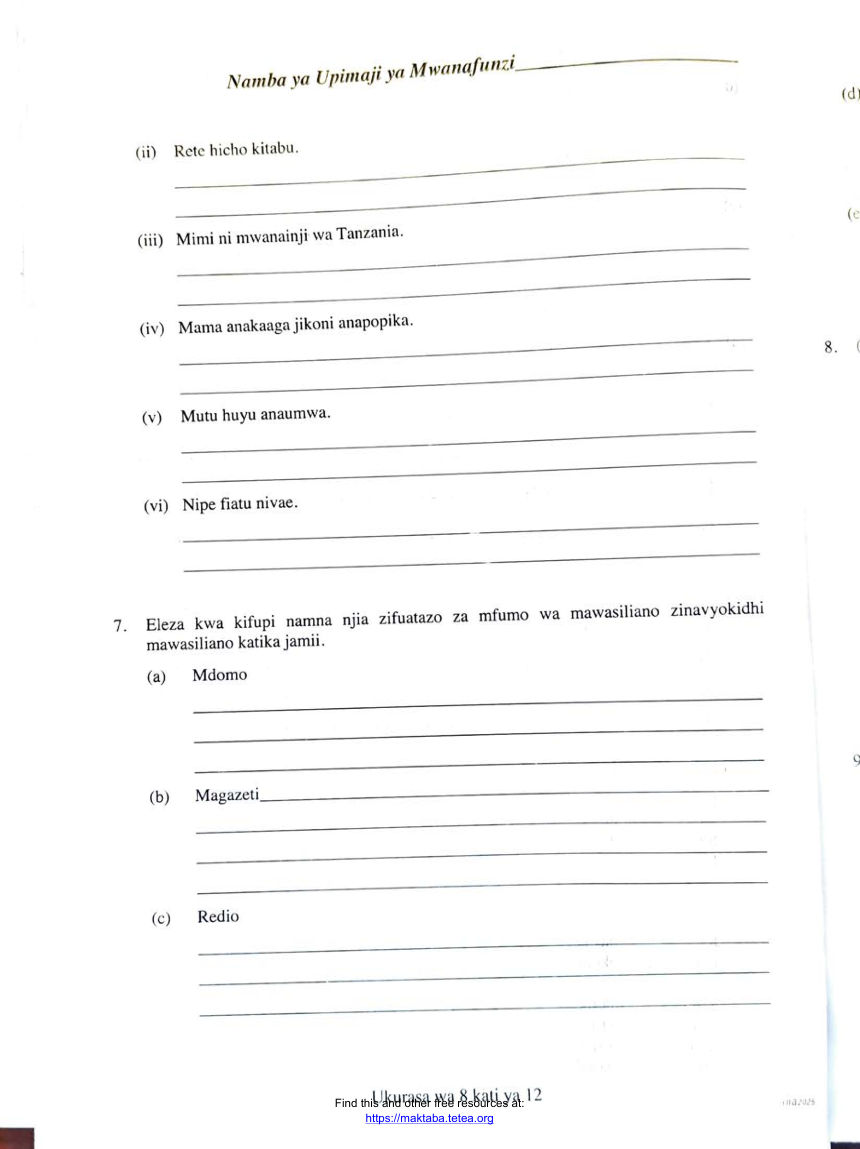 Namba ya Upimaji ya Mwanafunzi
(d)
(ii) Rete hicho kitabu.
(iii) Mimi ni mwanainji wa Tanzania.
(iv) Mama anakaaga jikoni anapopika.
8.
(v) Mutu huyu anaumwa.
(vi) Nipe fiatu nivae.
7. Eleza kwa kifupi namna njia zifuatazo za mfumo wa mawasiliano zinavyokidhi
mawasiliano katika jamii.
(a) Mdomo
(b) Magazeti
(c) Redio
Ukurasa wa 8 kati ya 12
Find this and other free resources at:
https://maktaba.tetea.org